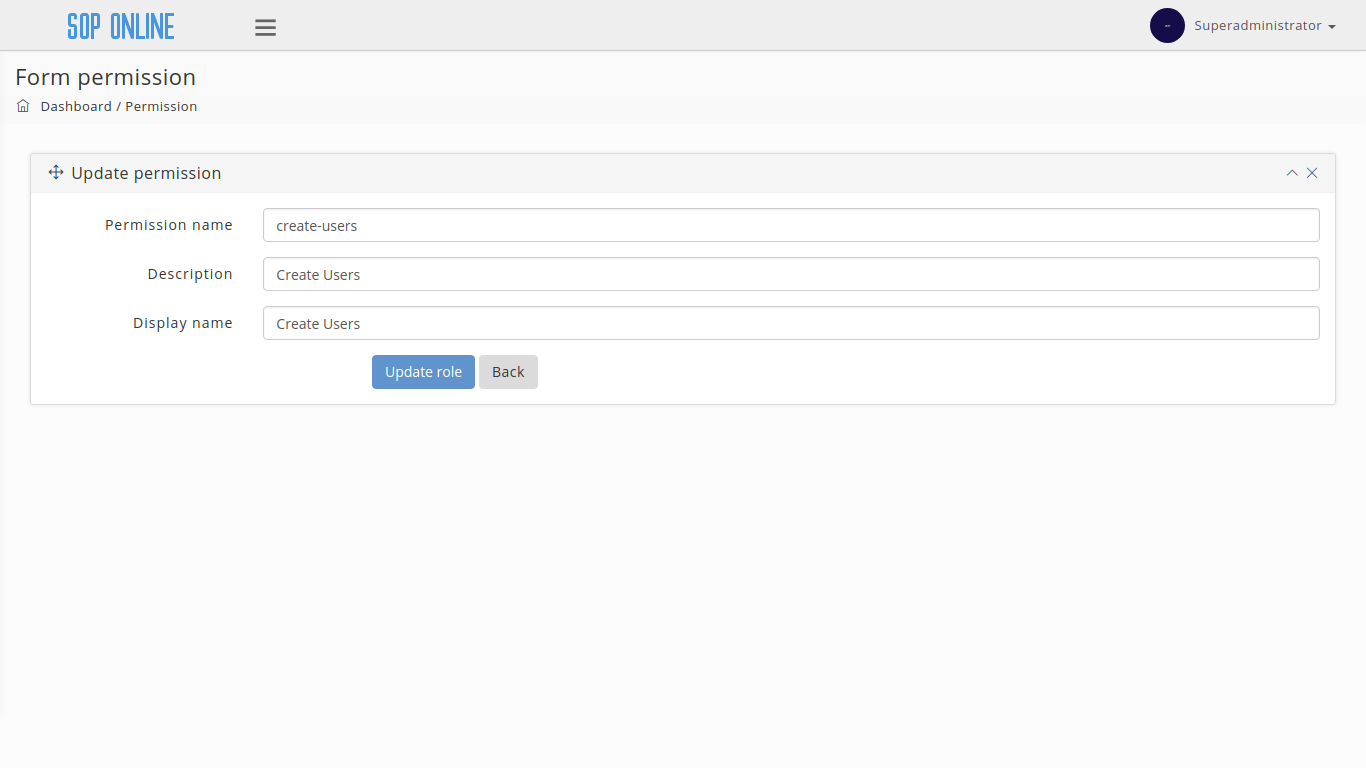 SOP ONLINE
Superadministrator
Form permission
Dashboard / Permission
Update permission
Permission name
create-users
Description
Create Users
Display name
Create Users
Update role
Back